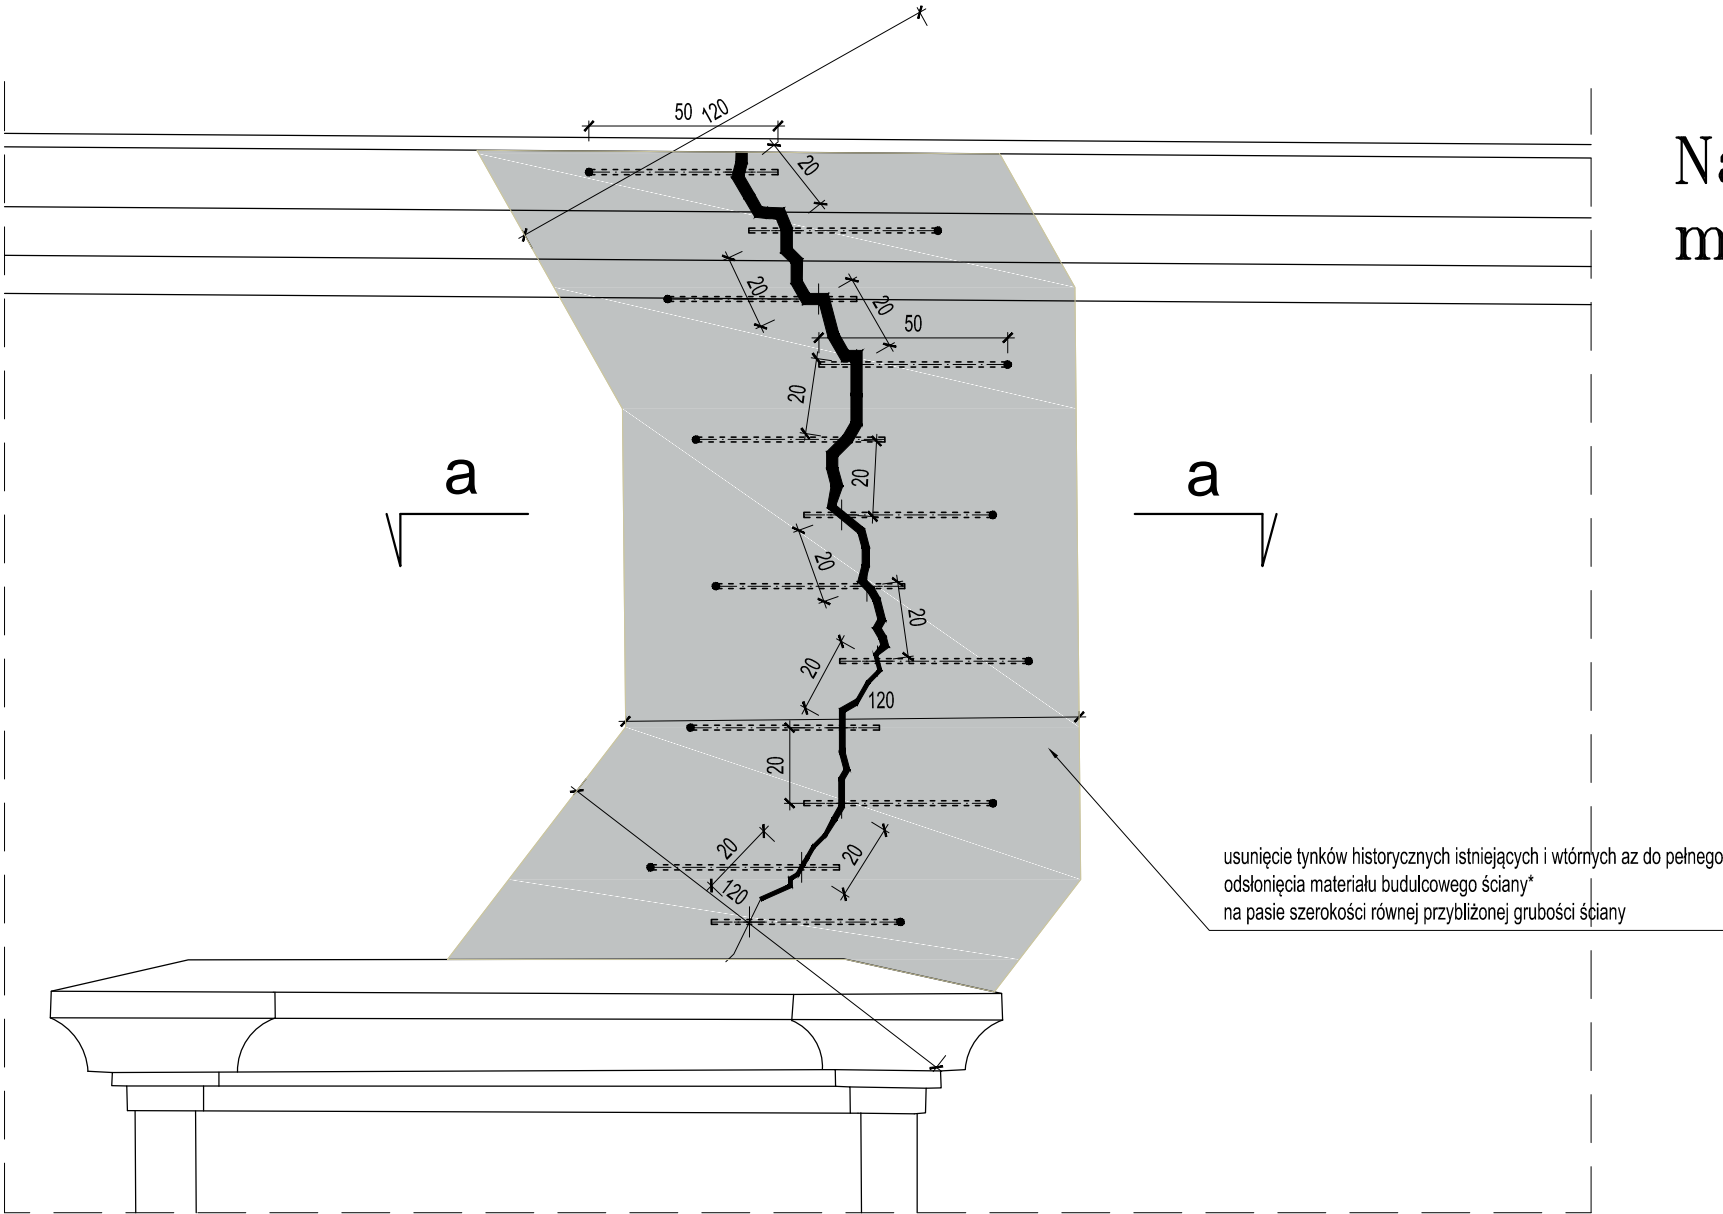 50 120
20
Na
m
20
20
50
20
a
a
20
20
20
20
120
20
20
20
120
usunięcie tynków historycznych istniejących i wtórnych az do pełnego
odsłonięcia materiału budulcowego ściany*
na pasie szerokości równej przybliżonej grubości ściany